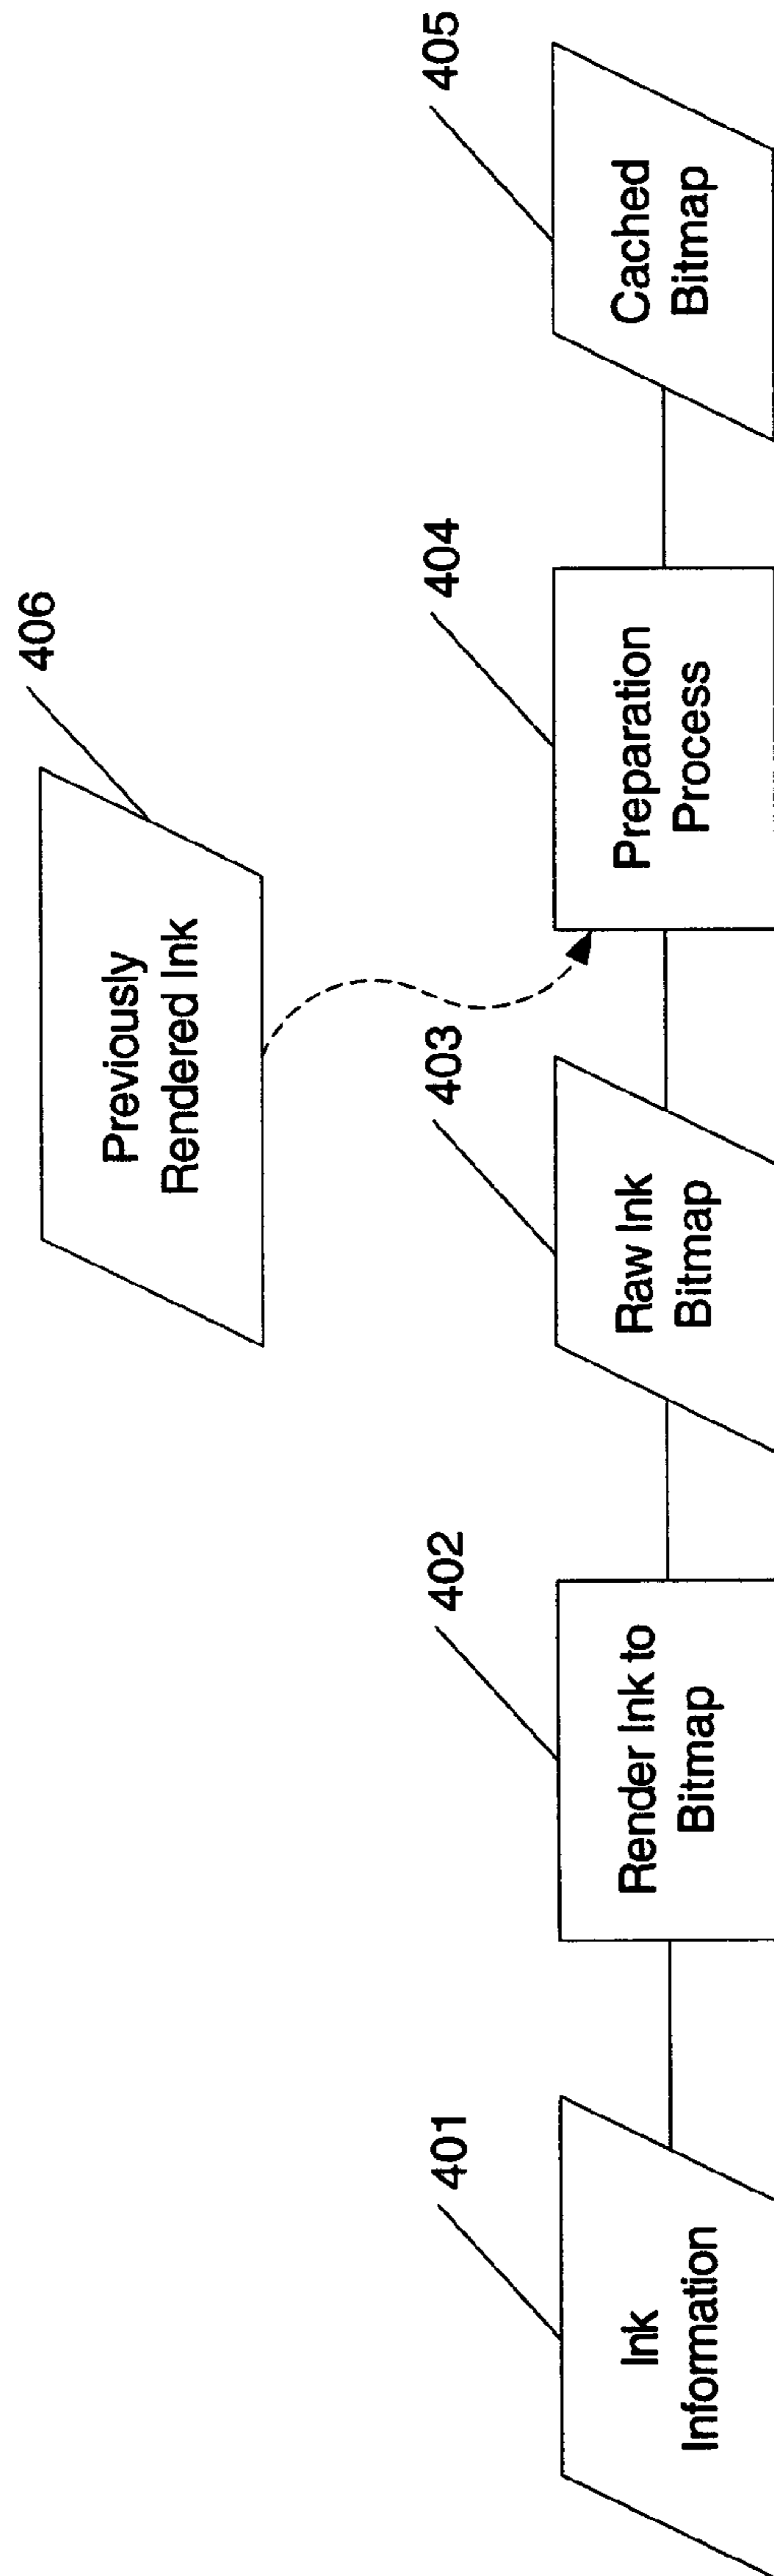 406
Previously
Rendered Ink
401
Ink
Information
402
Render Ink to
Bitmap
403
Raw Ink
Bitmap
404
Preparation
Process
405
Cached
Bitmap